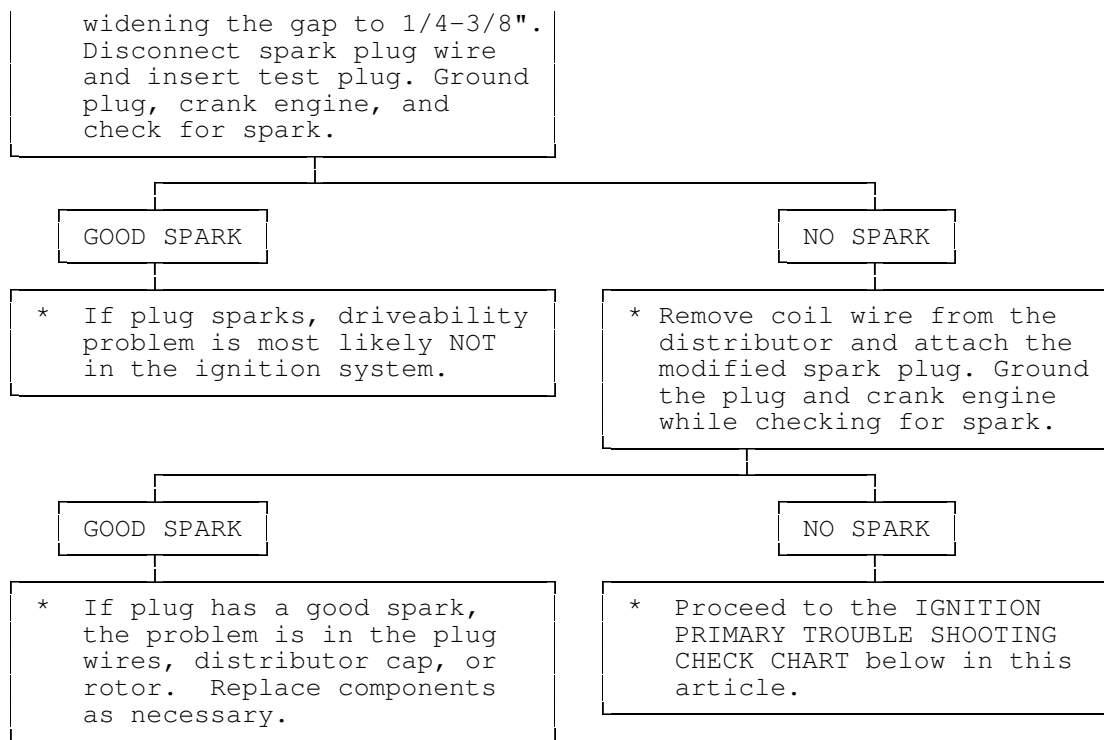 widening the gap to 1/4-3/8".
Disconnect spark plug wire
and insert test plug. Ground
plug, crank engine, and
check for spark.
GOOD SPARK
NO SPARK
* If plug sparks, driveability
problem is most likely NOT
in the ignition system.
* Remove coil wire from the
distributor and attach the
modified spark plug. Ground
the plug and crank engine
while checking for spark.
GOOD SPARK
NO SPARK
* If plug has a good spark,
the problem is in the plug
wires, distributor cap, or
rotor. Replace components
as necessary.
* Proceed to the IGNITION
PRIMARY TROUBLE SHOOTING
CHECK CHART below in this
article.